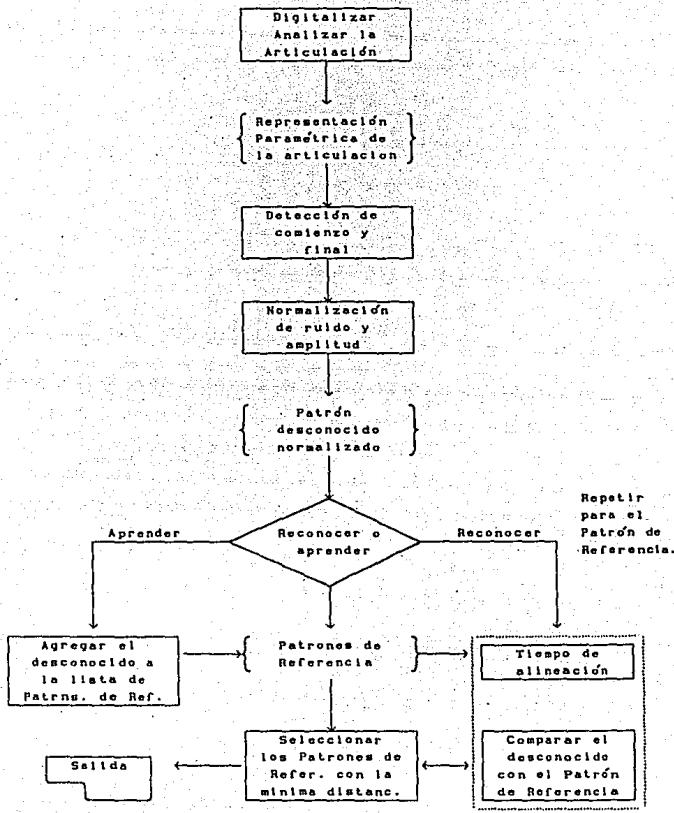 Digitalizar
Analizar la
Articulación
Representación
Paramétrica de
la articulacion
Detección de
comienzo y
final
Normalización
de ruido y
amplitud
Patrón
desconocido
normalizado
Repetir
para el
Patrón de
Referencia.
Aprender
Reconocer o
aprender
Reconocer
Agregar el
desconocido a
la lista de
Patrns. de Ref.
Patrones de
Referencia
Tiempo de
alineación
Salida
Seleccionar
los Patrones de
Refer. con la
minima distanc.
Comparar el
desconocido
con el Patrón
de Referencia